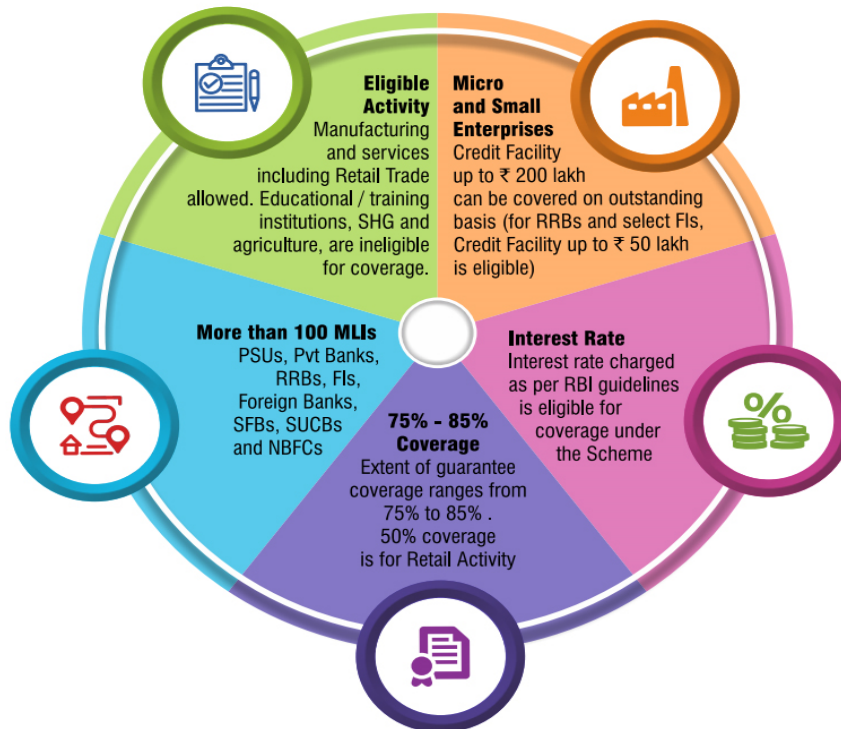 Eligible
Activity
Manufacturing
and services
including Retail Trade
allowed. Educational / training
institutions, SHG and
agriculture, are ineligible
for coverage.
Micro
and Small
Enterprises
Credit Facility
up to ₹ 200 lakh
can be covered on outstanding
basis (for RRBs and select FIs,
Credit Facility up to ₹ 50 lakh
is eligible)
More than 100 MLIs
PSUs, Pvt Banks,
RRBs, FIs,
Foreign Banks,
SFBs, SUCBs
and NBFCs
75% - 85%
Coverage
Extent of guarantee
coverage ranges from
75% to 85% .
50% coverage
is for Retail Activity
Interest Rate
Interest rate charged
as per RBI guidelines
is eligible for
coverage under
the Scheme
%